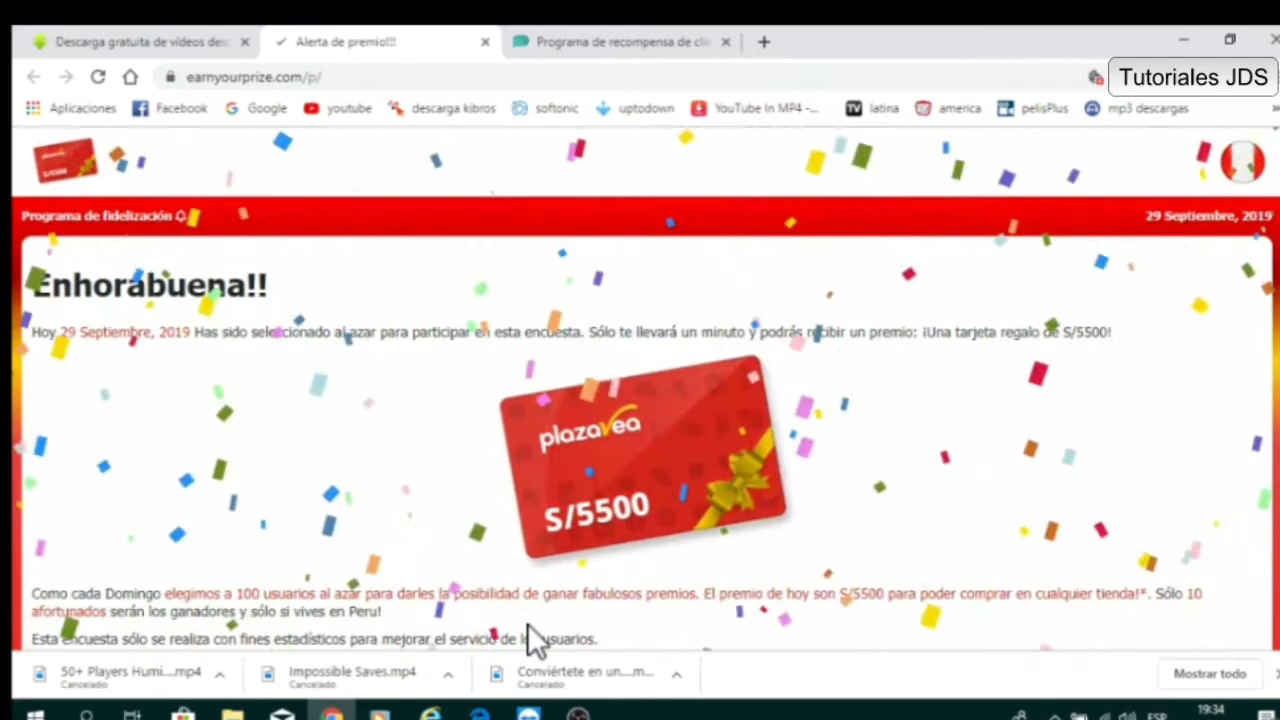 Descarga gratuita de vídeos des
Alerta de premio!!!
Programa de recompensa de clie
earnyourprize.com/p/
Tutoriales JDS
Aplicaciones
Facebook
Google
youtube
descarga kibros
softonic
uptodown
YouTube In MP4 -...
latina
america
pelisPlus
mp3 descargas
plazavea
S/5500
Programa de fidelización
29 Septiembre, 2019
Enhorabuena!!
Hoy 29 Septiembre, 2019 Has sido seleccionado al azar para participar en esta encuesta. Sólo te llevará un minuto y podrás recibir un premio: ¡Una tarjeta regalo de S/5500!
plazavea
S/5500
Como cada Domingo elegimos a 100 usuarios al azar para darles la posibilidad de ganar fabulosos premios. El premio de hoy son S/5500 para poder comprar en cualquier tienda!*. Sólo 10
afortunados serán los ganadores y sólo si vives en Peru!
Esta encuesta sólo se realiza con fines estadísticos para mejorar el servicio de los usuarios.
50+ Players Humi....mp4
Cancelado
Impossible Saves.mp4
Cancelado
Conviértete en un....m...
Cancelado
Mostrar todo
ESP
19:34